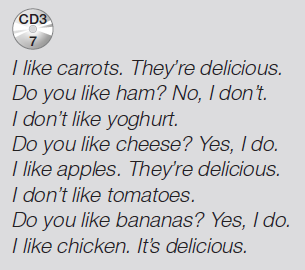 CD3
7
I like carrots. They're delicious.
Do you like ham? No, I don't.
I don't like yoghurt.
Do you like cheese? Yes, I do.
I like apples. They're delicious.
I don't like tomatoes.
Do you like bananas? Yes, I do.
I like chicken. It's delicious.